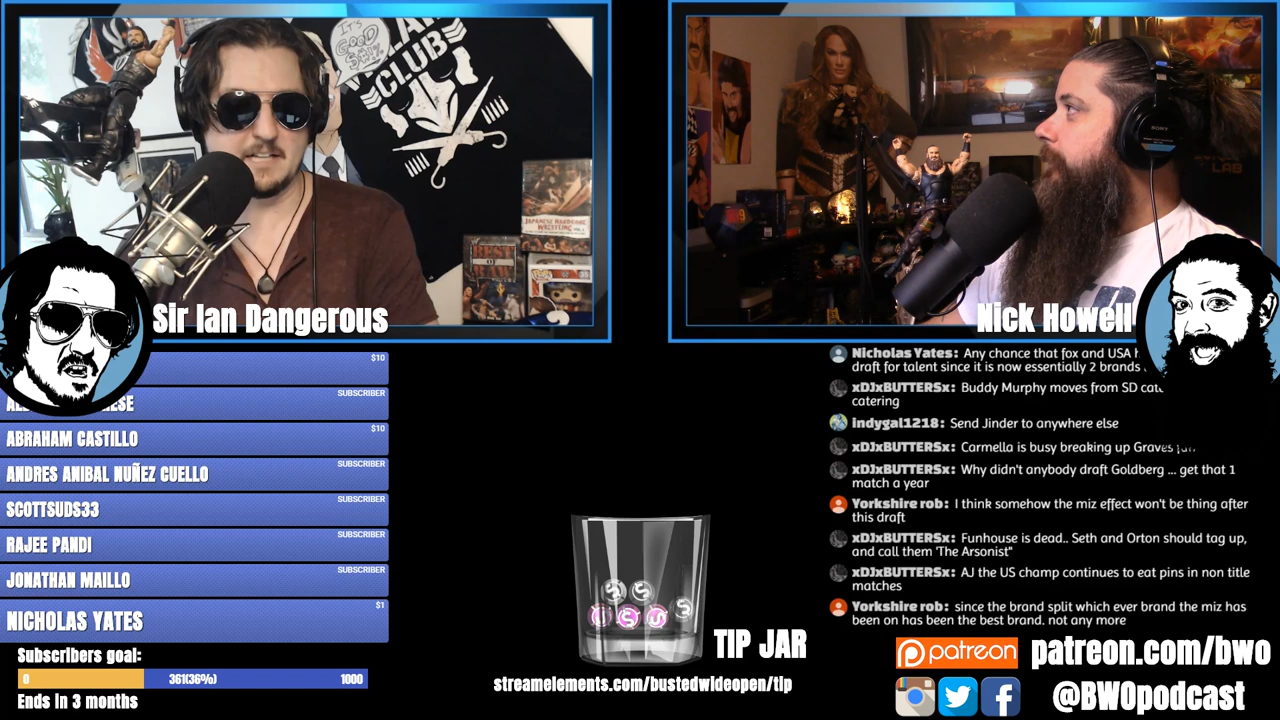 IT'S
GOOD
CLUB
SONY
LAB
JAPANESE HARDCORE
WRESTLING
Sir Ian Dangerous
Nick Howell
$10
SUBSCRIBER
ABRAHAM CASTILLO
$10
ANDRES ANIBAL NUÑEZ CUELLO
SUBSCRIBER
SCOTTSUDS33
SUBSCRIBER
RAJEE PANDI
SUBSCRIBER
JONATHAN MAILLO
SUBSCRIBER
NICHOLAS YATES
$1
Subscribers goal:
0 361(36%) 1000
Ends in 3 months
Nicholas Yates: Any chance that fox and USA
draft for talent since it is now essentially 2 brands
xDJxBUTTERSx: Buddy Murphy moves from SD
catering
indygal1218: Send Jinder to anywhere else
xDJxBUTTERSx: Carmella is busy breaking up Graves
xDJxBUTTERSx: Why didn't anybody draft Goldberg ... get that 1
match a year
Yorkshire rob: I think somehow the miz effect won't be thing after
this draft
xDJxBUTTERSx: Funhouse is dead.. Seth and Orton should tag up,
and call them 'The Arsonist"
xDJxBUTTERSx: AJ the US champ continues to eat pins in non title
matches
Yorkshire rob: since the brand split which ever brand the miz has
been on has been the best brand. not any more
TIP JAR
streamelements.com/bustedwideopen/tip
patreon patreon.com/bwo
@BWOpodcast